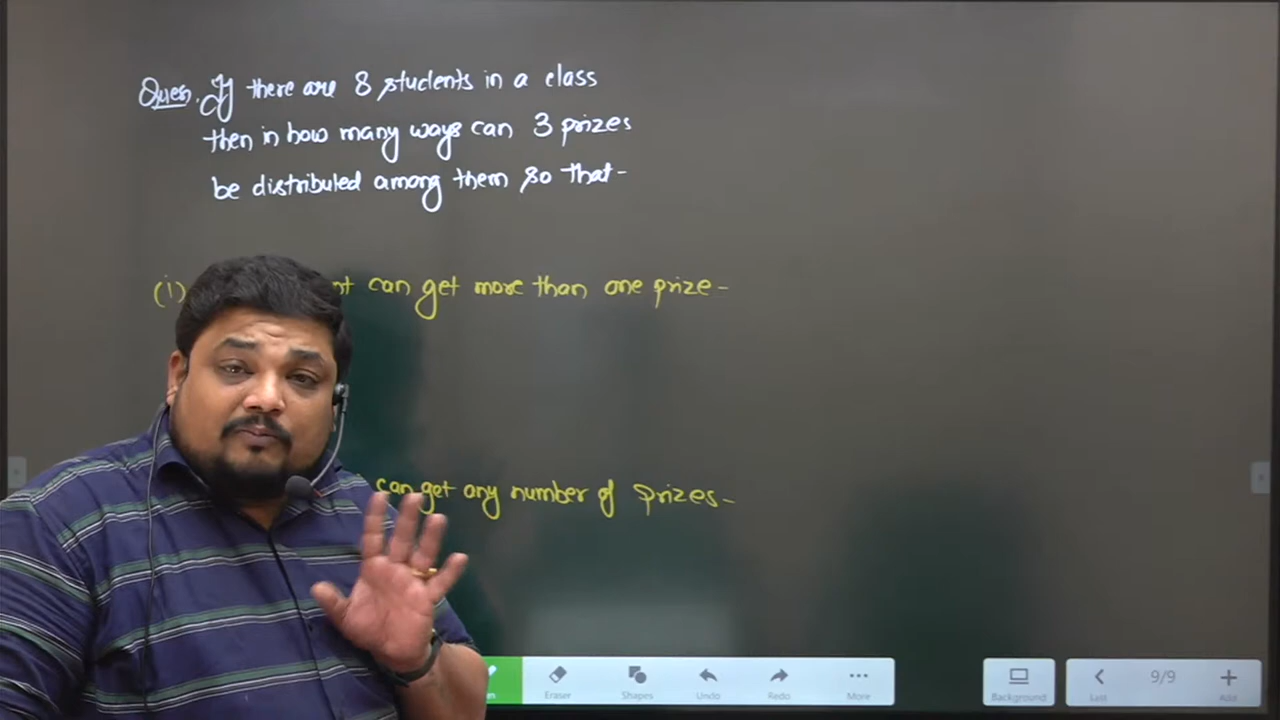 Ques. If there are 8 students in a class
then in how many ways can 3 prizes
be distributed among them so that-
(i) can get more than one prize-
can get any number of prizes-
Eraser
Shapes
Undo
Redo
More
Background
Last
9/9
Add